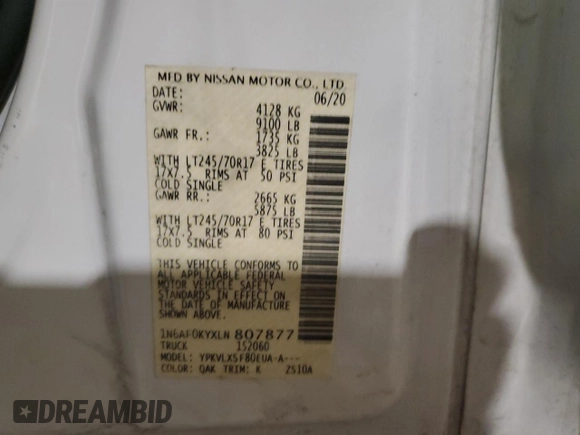 MFD BY NISSAN MOTOR CO., LTD.
DATE: 06/20
GVWR: 4128 KG
9100 LB
GAWR FR.: 1735 KG
3825 LB
WITH LT245/70R17 E TIRES
17X7.5 RIMS AT 50 PSI
COLD SINGLE
GAWR RR.: 2665 KG
5875 LB
WITH LT245/70R17 E TIRES
17X7.5 RIMS AT 80 PSI
COLD SINGLE
THIS VEHICLE CONFORMS TO
ALL APPLICABLE FEDERAL
MOTOR VEHICLE SAFETY
STANDARDS IN EFFECT ON
THE DATE OF MANUFACTURE
SHOWN ABOVE.
1N6AF0KYXLN 807877
TRUCK 152060
MODEL: YPKVLXSF80EUA-A---
COLOR: QAK TRIM: K ZS10A
DREAMBID